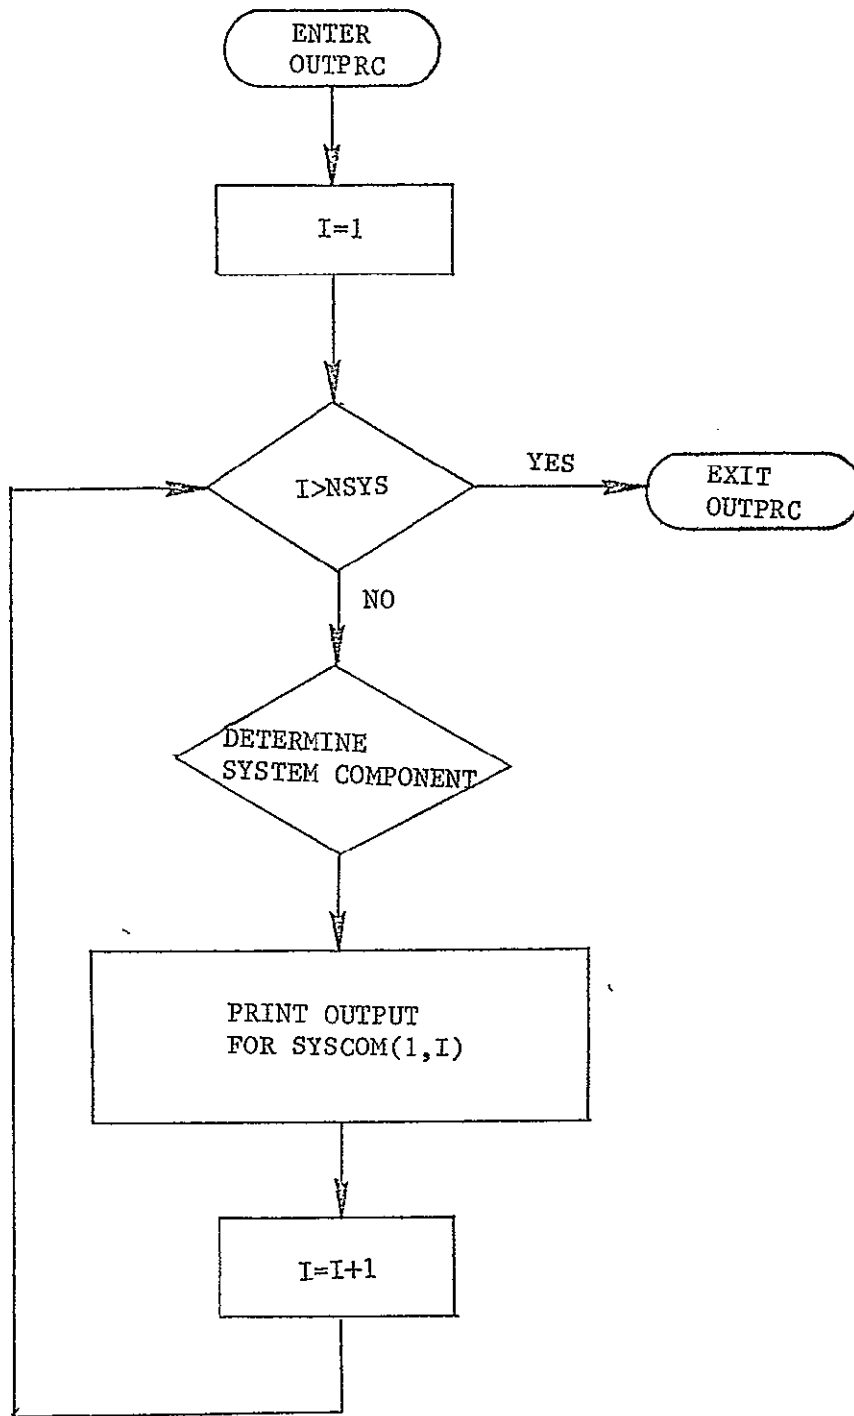 ENTER
OUTPRC
I=1
I>NSYS
YES
EXIT
OUTPRC
NO
DETERMINE
SYSTEM COMPONENT
PRINT OUTPUT
FOR SYSCOM(1,I)
I=I+1